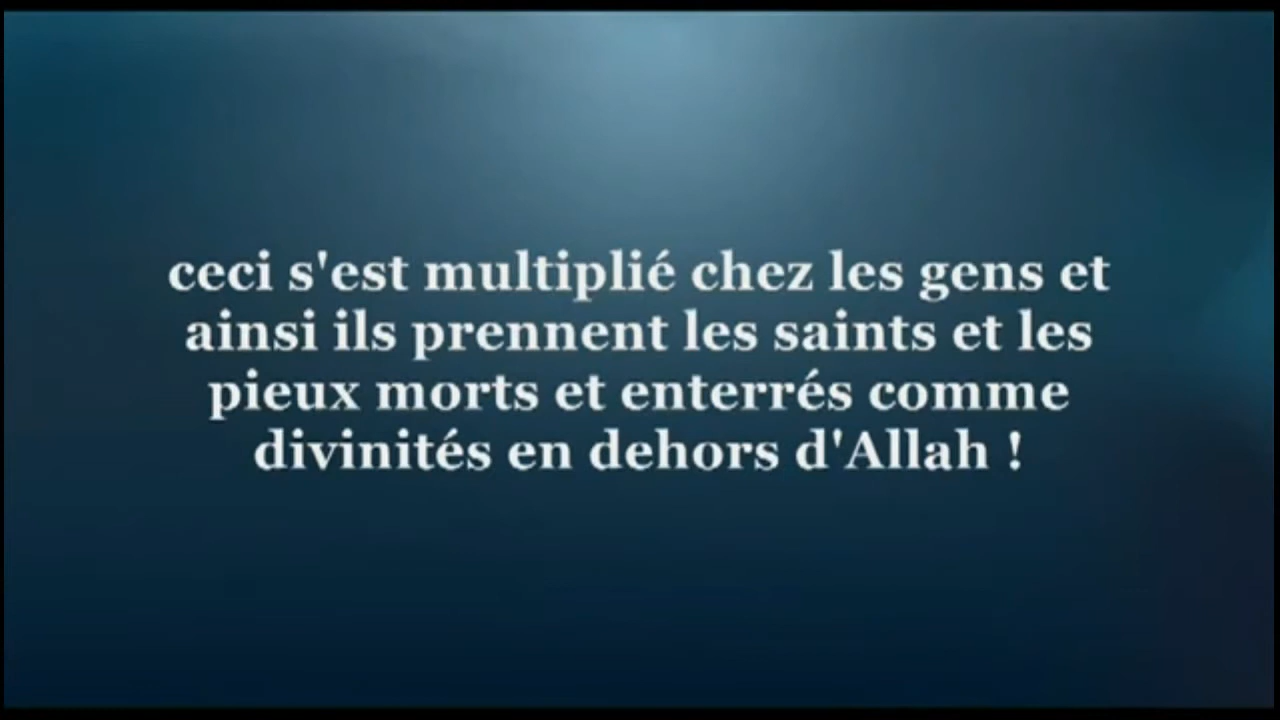 ceci s'est multiplié chez les gens et
ainsi ils prennent les saints et les
pieux morts et enterrés comme
divinités en dehors d'Allah !